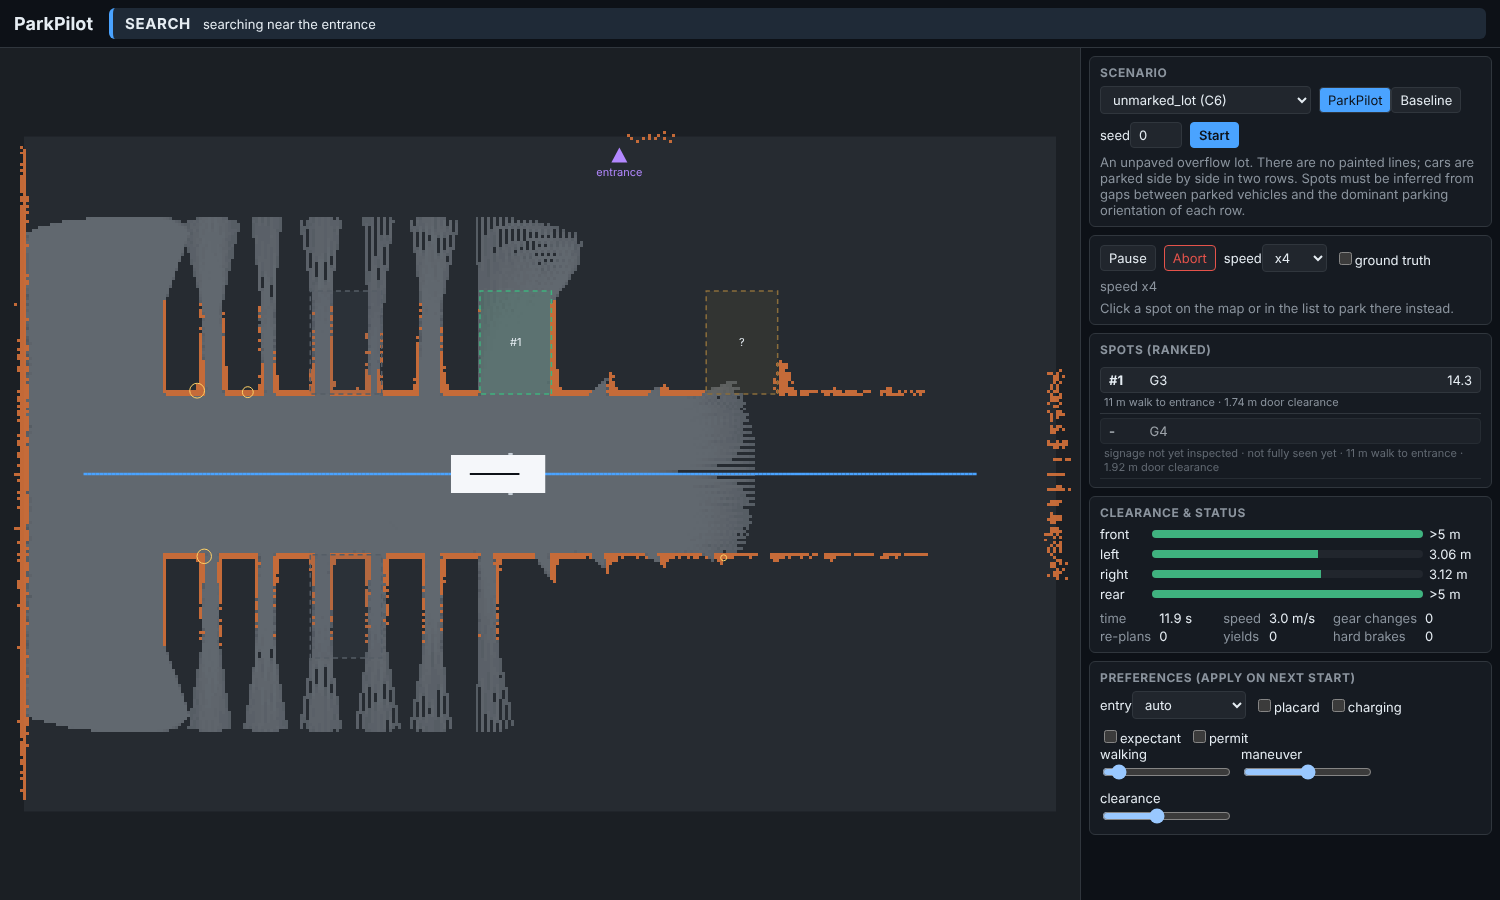 ParkPilot
SEARCH searching near the entrance
entrance
#1
?
SCENARIO
unmarked_lot (C6) ParkPilot Baseline
seed 0 Start
An unpaved overflow lot. There are no painted lines; cars are
parked side by side in two rows. Spots must be inferred from
gaps between parked vehicles and the dominant parking
orientation of each row.
Pause Abort speed x4 ground truth
speed x4
Click a spot on the map or in the list to park there instead.
SPOTS (RANKED)
#1 G3 14.3
11 m walk to entrance · 1.74 m door clearance
- G4
signage not yet inspected · not fully seen yet · 11 m walk to entrance ·
1.92 m door clearance
CLEARANCE & STATUS
front >5 m
left 3.06 m
right 3.12 m
rear >5 m
time 11.9 s speed 3.0 m/s gear changes 0
re-plans 0 yields 0 hard brakes 0
PREFERENCES (APPLY ON NEXT START)
entry auto placard charging
expectant permit
walking maneuver
clearance